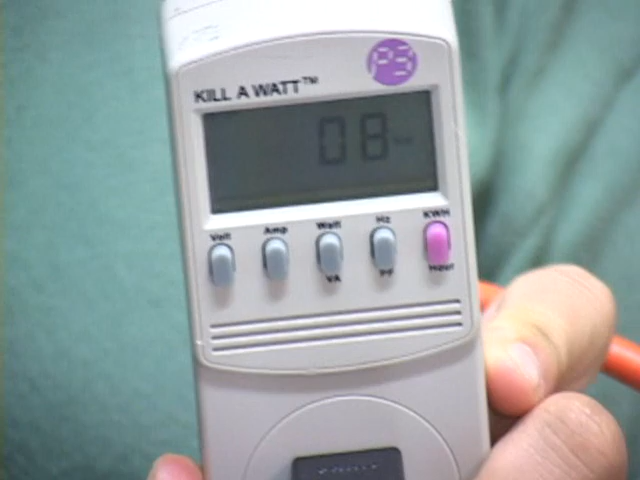 P3
KILL A WATT™
08
Volt Amp Watt Hz KWH
VA PF Hour